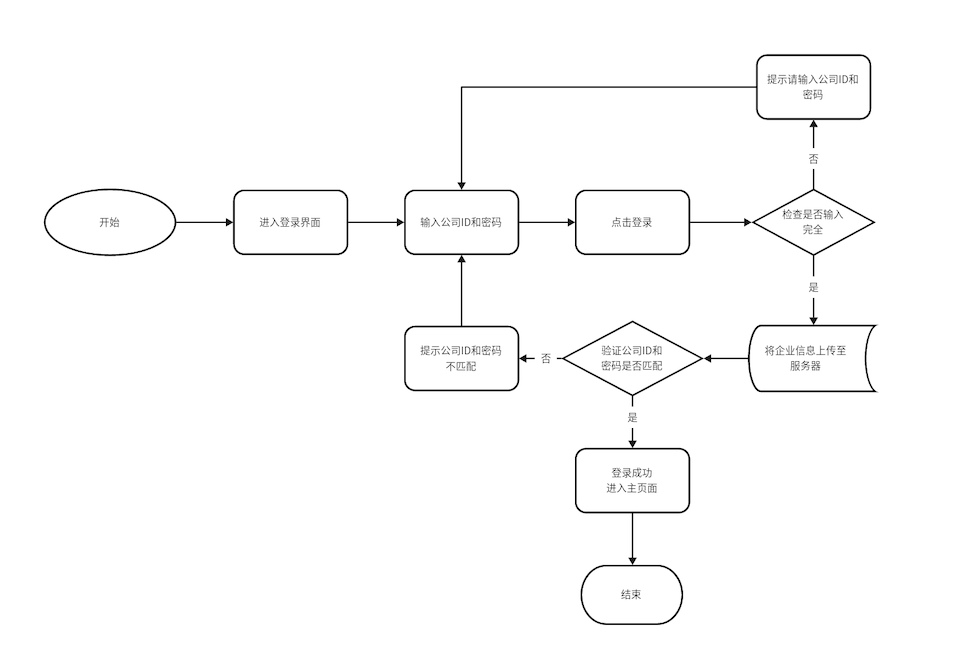 提示请输入公司ID和
密码
否
开始
进入登录界面
输入公司ID和密码
点击登录
检查是否输入
完全
是
提示公司ID和密码
不匹配
否
验证公司ID和
密码是否匹配
将企业信息上传至
服务器
是
登录成功
进入主页面
结束